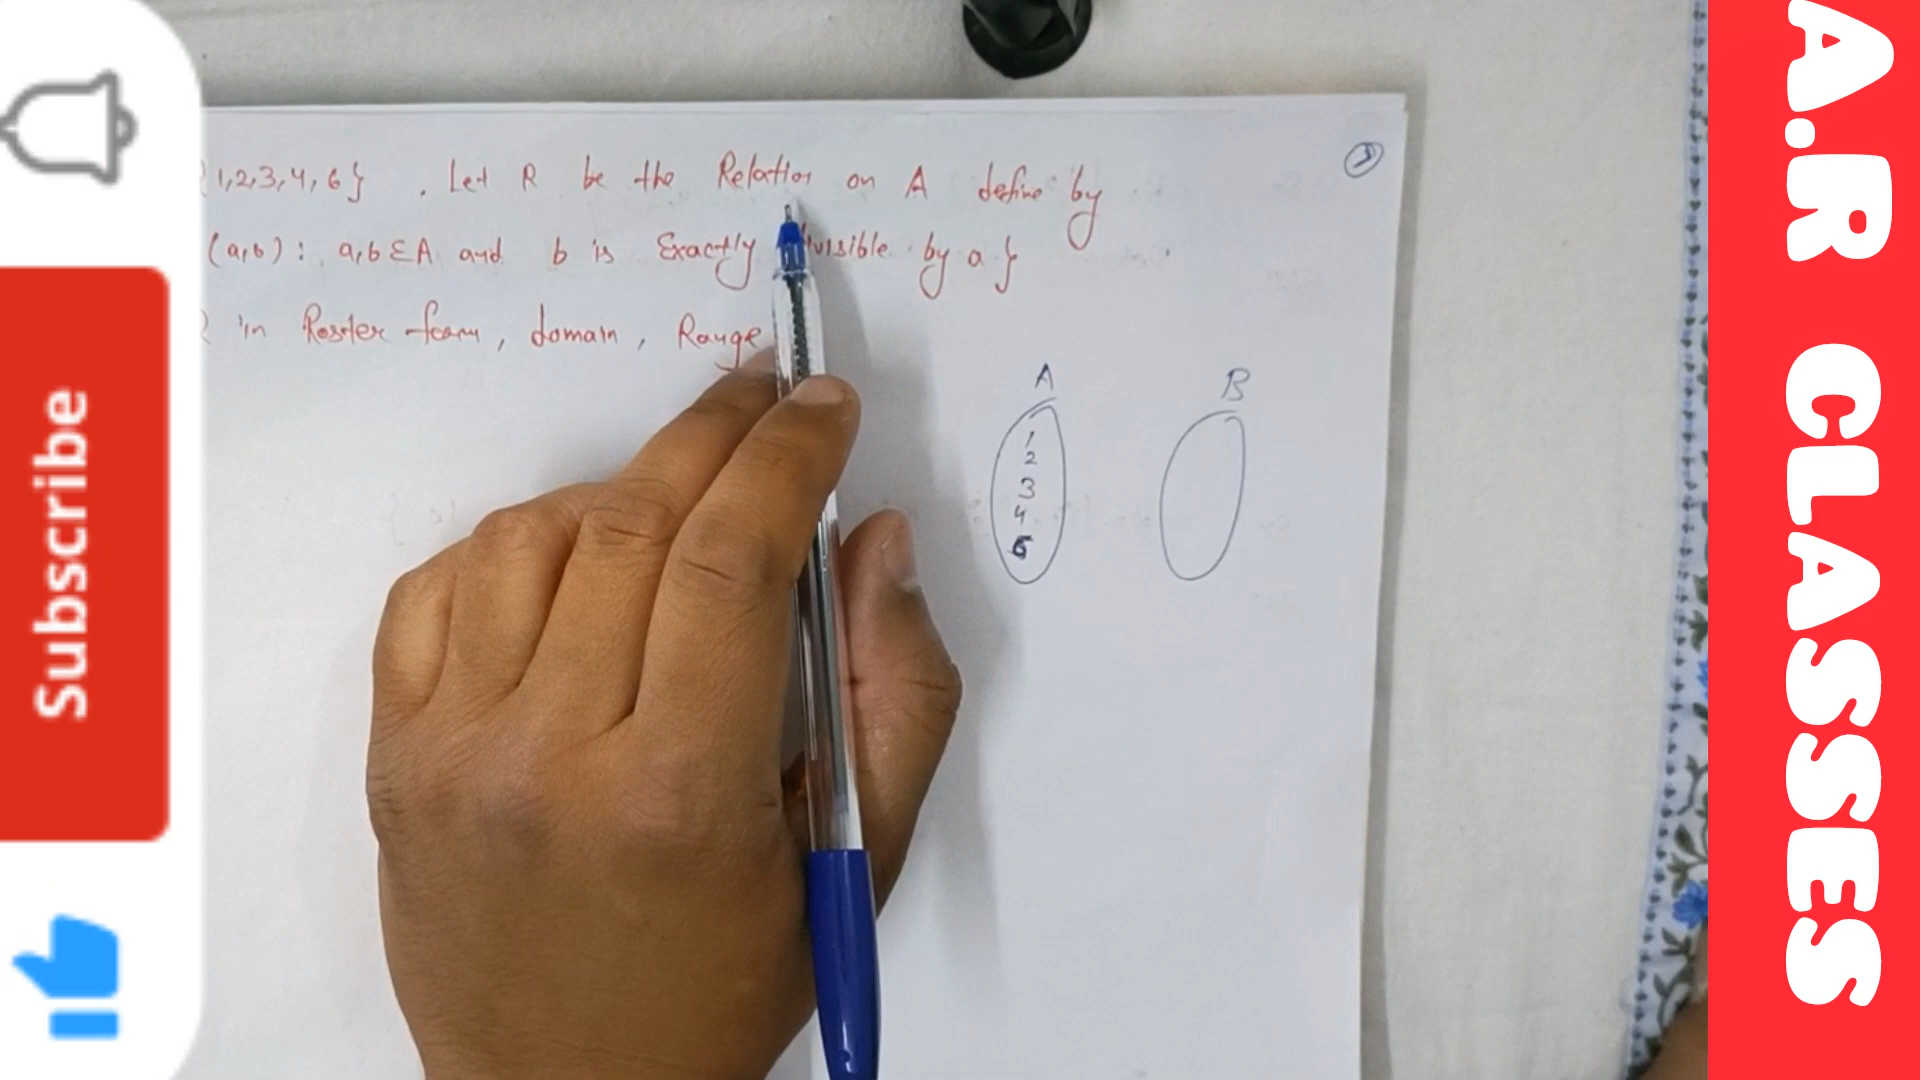 {1,2,3,4,6} . Let R be the Relation on A define by
(a,b) : a,b ε A and b is Exactly divisible by a }
R in Roster form, domain, Range
3
A
B
1
2
3
4
6
Subscribe
A.R CLASSES